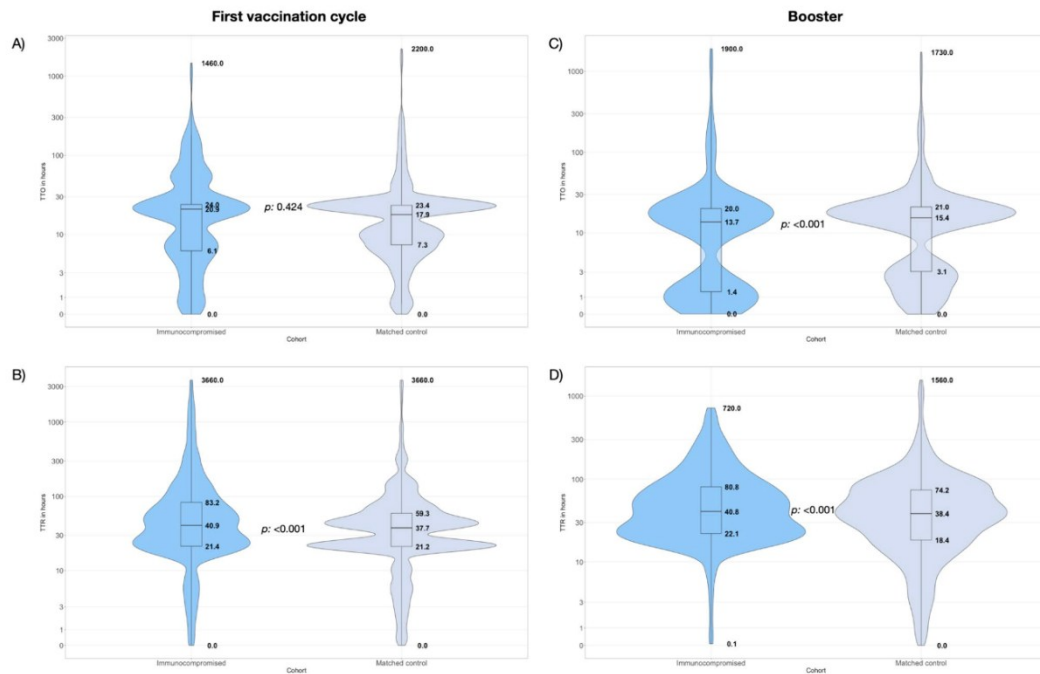 First vaccination cycle
Booster
A)
3000
1000
300
100
30
10
3
1
0
TTO in hours
1460.0
24.0
20.9
6.1
0.0
p: 0.424
2200.0
23.4
17.9
7.3
0.0
Immunocompromised
Matched control
Cohort
C)
1000
300
100
30
10
3
1
0
TTO in hours
1900.0
20.0
13.7
1.4
0.0
p: <0.001
1730.0
21.0
15.4
3.1
0.0
Immunocompromised
Matched control
Cohort
B)
3000
1000
300
100
30
10
3
1
0
TTR in hours
3660.0
83.2
40.9
21.4
0.0
p: <0.001
3660.0
59.3
37.7
21.2
0.0
Immunocompromised
Matched control
Cohort
D)
1000
300
100
30
10
3
1
0
TTR in hours
720.0
80.8
40.8
22.1
0.1
p: <0.001
1560.0
74.2
38.4
18.4
0.0
Immunocompromised
Matched control
Cohort